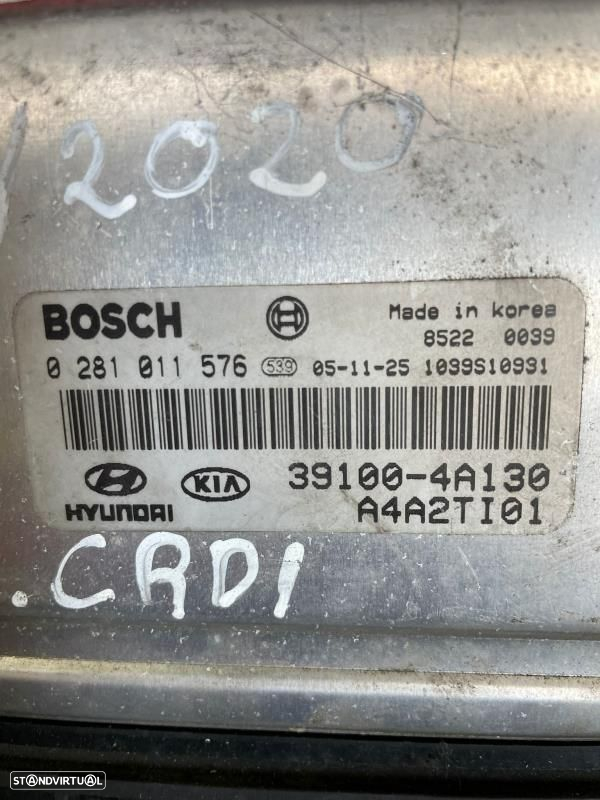 2020
BOSCH
Made in korea
8522 0039
0 281 011 576 539 05-11-25 1039S10931
39100-4A130
HYUNDAI KIA
A4A2TI01
.CRDI
STANDVIRTUAL